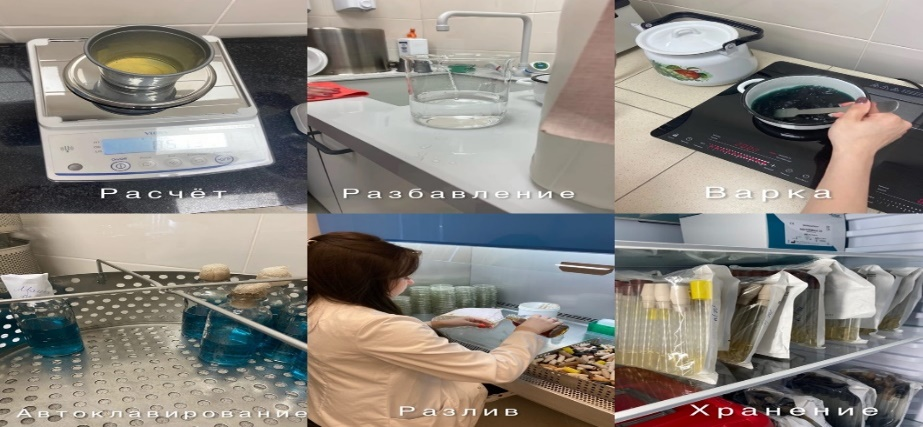 Расчёт
Разбавление
Варка
Автоклавирование
Разлив
Хранение